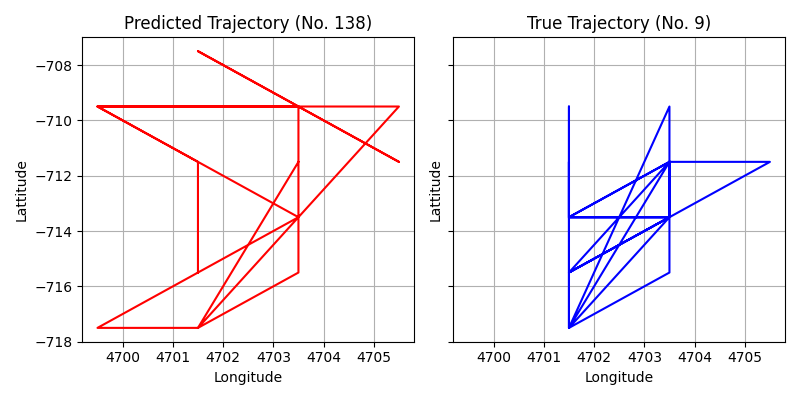 Predicted Trajectory (No. 138)
True Trajectory (No. 9)
−708
−710
−712
−714
−716
−718
Lattitude
Lattitude
4700 4701 4702 4703 4704 4705
4700 4701 4702 4703 4704 4705
Longitude
Longitude